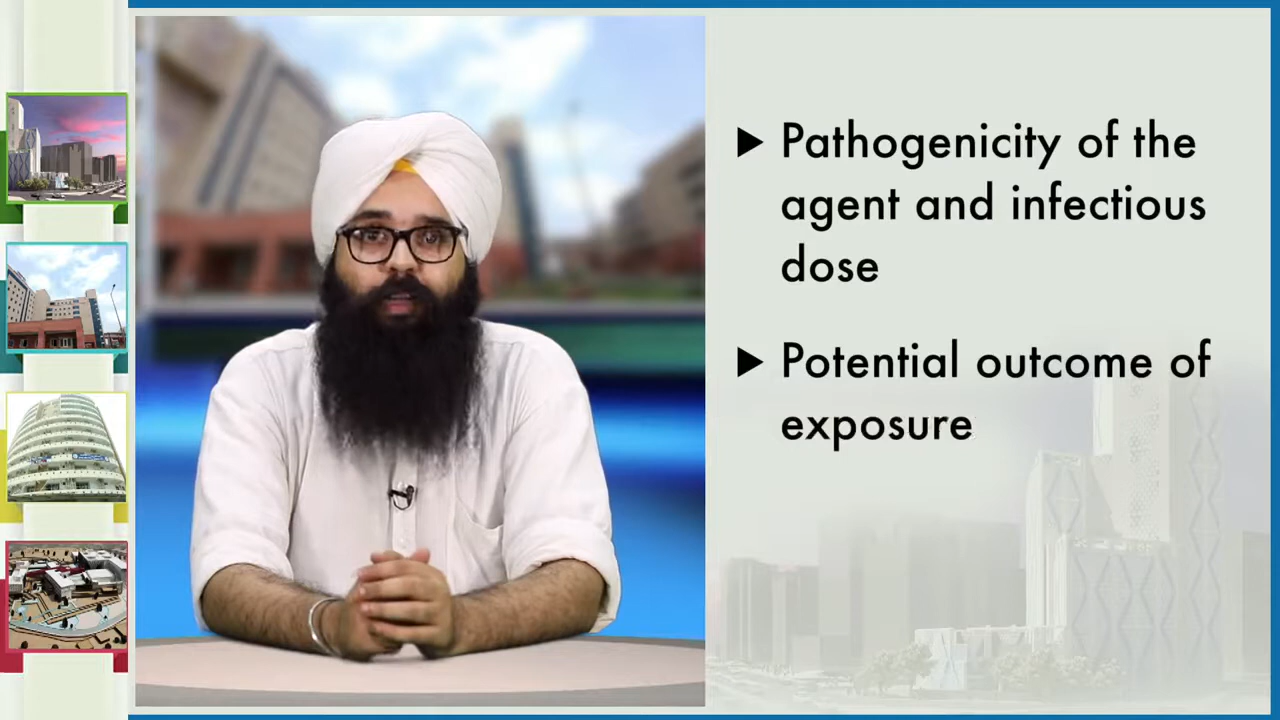 Pathogenicity of the
agent and infectious
dose
Potential outcome of
exposure